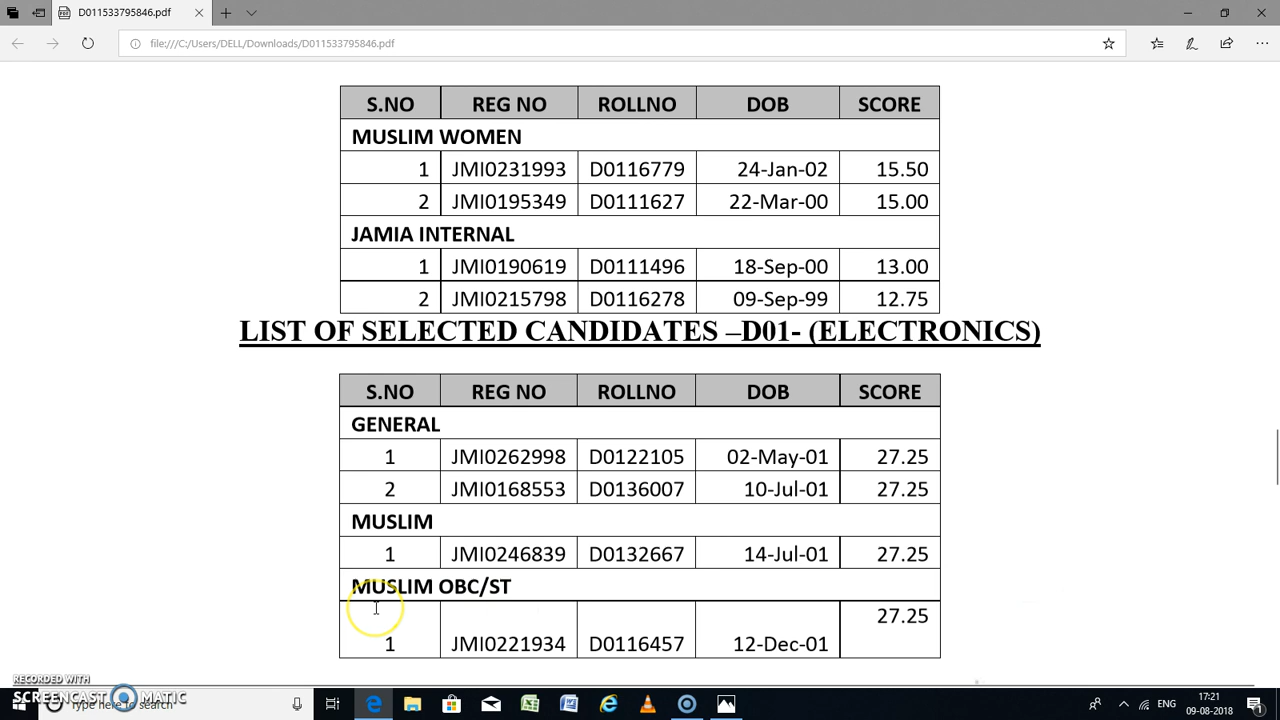 D011533795846.pdf
file:///C:/Users/DELL/Downloads/D011533795846.pdf
S.NO REG NO ROLLNO DOB SCORE
MUSLIM WOMEN
1 JMI0231993 D0116779 24-Jan-02 15.50
2 JMI0195349 D0111627 22-Mar-00 15.00
JAMIA INTERNAL
1 JMI0190619 D0111496 18-Sep-00 13.00
2 JMI0215798 D0116278 09-Sep-99 12.75
LIST OF SELECTED CANDIDATES –D01- (ELECTRONICS)
S.NO REG NO ROLLNO DOB SCORE
GENERAL
1 JMI0262998 D0122105 02-May-01 27.25
2 JMI0168553 D0136007 10-Jul-01 27.25
MUSLIM
1 JMI0246839 D0132667 14-Jul-01 27.25
MUSLIM OBC/ST
1 JMI0221934 D0116457 12-Dec-01 27.25
RECORDED WITH
SCREENCAST MATIC
Type here to search
17:21
09-08-2018